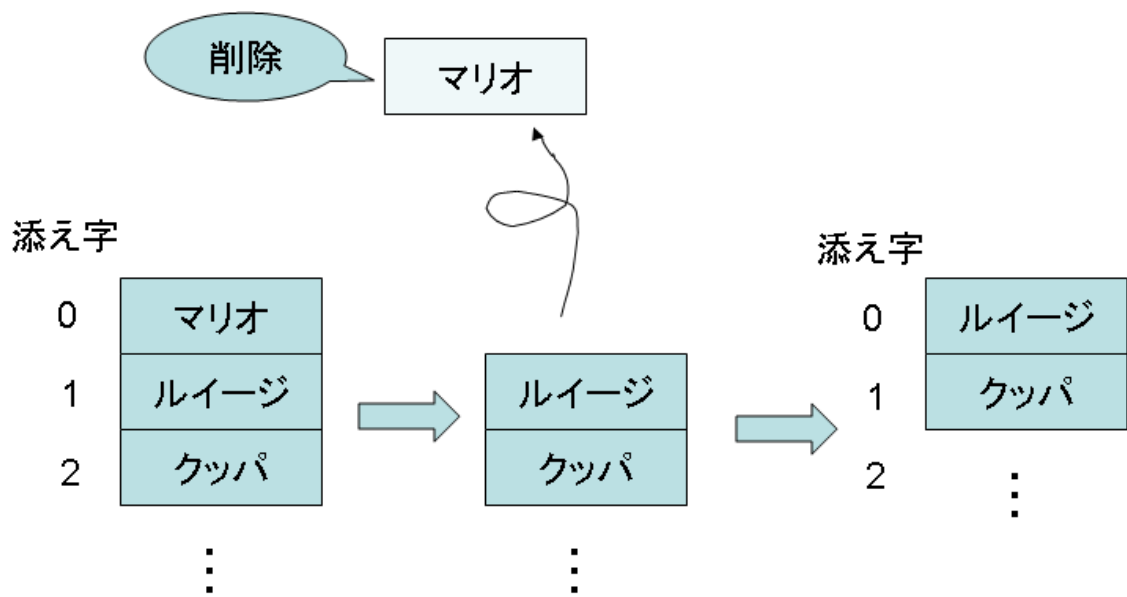 削除
マリオ
添え字
0 マリオ
1 ルイージ
2 クッパ
⋮
ルイージ
クッパ
⋮
添え字
0 ルイージ
1 クッパ
2
⋮